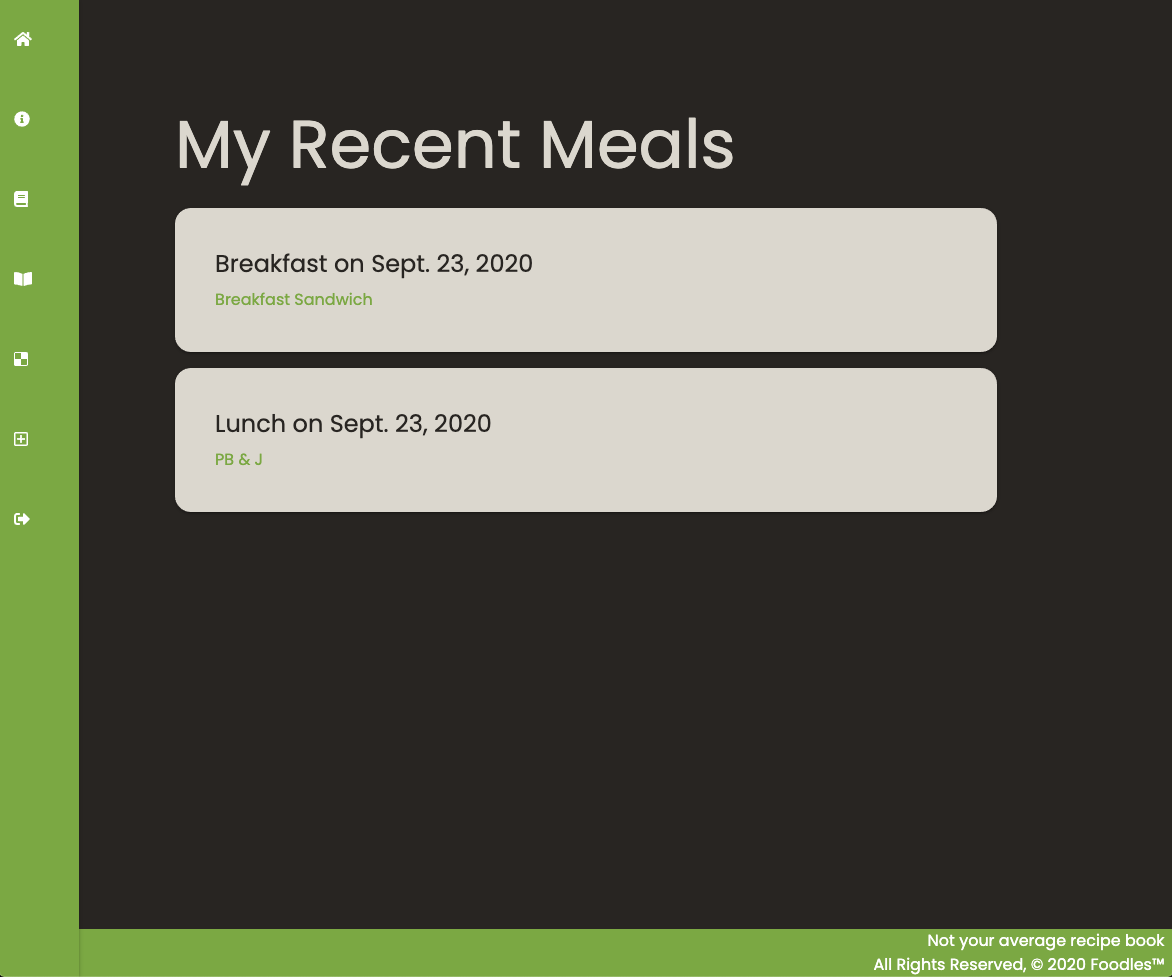 My Recent Meals
Breakfast on Sept. 23, 2020
Breakfast Sandwich
Lunch on Sept. 23, 2020
PB & J
Not your average recipe book
All Rights Reserved, © 2020 Foodles™